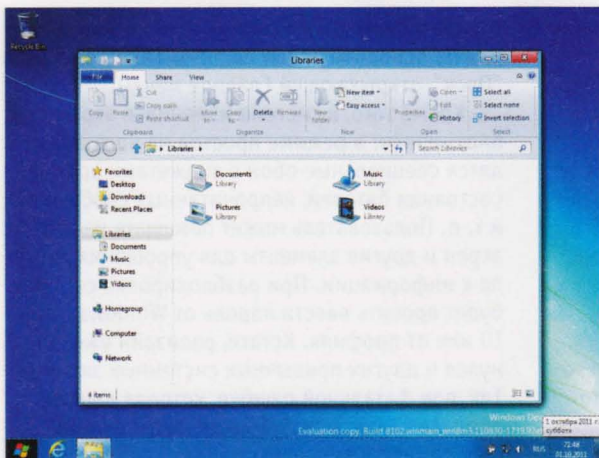 Recycle Bin
Libraries
File Home Share View
Copy
Paste
Cut
Copy path
Paste shortcut
Move to
Copy to
Delete
Rename
New folder
New item
Easy access
Properties
Open
Edit
History
Select all
Select none
Invert selection
Clipboard Organize New Open Select
Libraries
Search Libraries
Favorites
Desktop
Downloads
Recent Places
Libraries
Documents
Music
Pictures
Videos
Homegroup
Computer
Network
Documents
Library
Music
Library
Pictures
Library
Videos
Library
4 items
Windows
Evaluation copy. Build 8102.
1 октября 2011 г.
суббота
RUS
01.10.2011